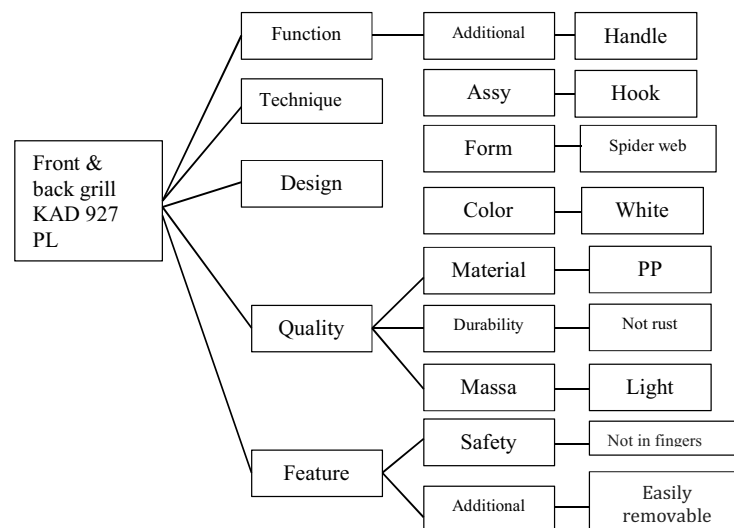 Front &
back grill
KAD 927
PL
Function
Additional
Handle
Technique
Assy
Hook
Form
Spider web
Design
Color
White
Quality
Material
PP
Durability
Not rust
Massa
Light
Feature
Safety
Not in fingers
Additional
Easily
removable